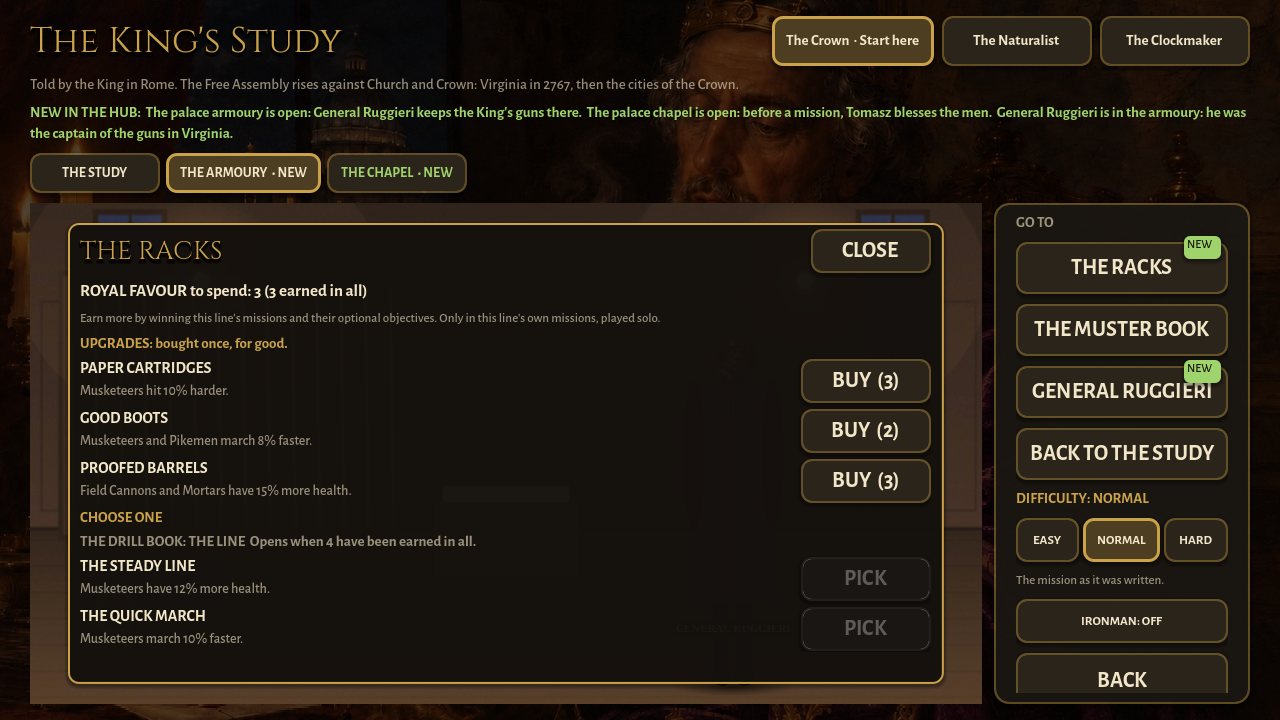 The King's Study
The Crown · Start here
The Naturalist
The Clockmaker
Told by the King in Rome. The Free Assembly rises against Church and Crown: Virginia in 2767, then the cities of the Crown.
NEW IN THE HUB: The palace armoury is open: General Ruggieri keeps the King's guns there. The palace chapel is open: before a mission, Tomasz blesses the men. General Ruggieri is in the armoury: he was
the captain of the guns in Virginia.
THE STUDY
THE ARMOURY · NEW
THE CHAPEL · NEW
THE RACKS
CLOSE
ROYAL FAVOUR to spend: 3 (3 earned in all)
Earn more by winning this line's missions and their optional objectives. Only in this line's own missions, played solo.
UPGRADES: bought once, for good.
PAPER CARTRIDGES
Musketeers hit 10% harder.
BUY (3)
GOOD BOOTS
Musketeers and Pikemen march 8% faster.
BUY (2)
PROOFED BARRELS
Field Cannons and Mortars have 15% more health.
BUY (3)
CHOOSE ONE
THE DRILL BOOK: THE LINE Opens when 4 have been earned in all.
THE STEADY LINE
Musketeers have 12% more health.
PICK
THE QUICK MARCH
Musketeers march 10% faster.
PICK
GENERAL RUGGIERI
GO TO
NEW
THE RACKS
THE MUSTER BOOK
NEW
GENERAL RUGGIERI
BACK TO THE STUDY
DIFFICULTY: NORMAL
EASY
NORMAL
HARD
The mission as it was written.
IRONMAN: OFF
BACK